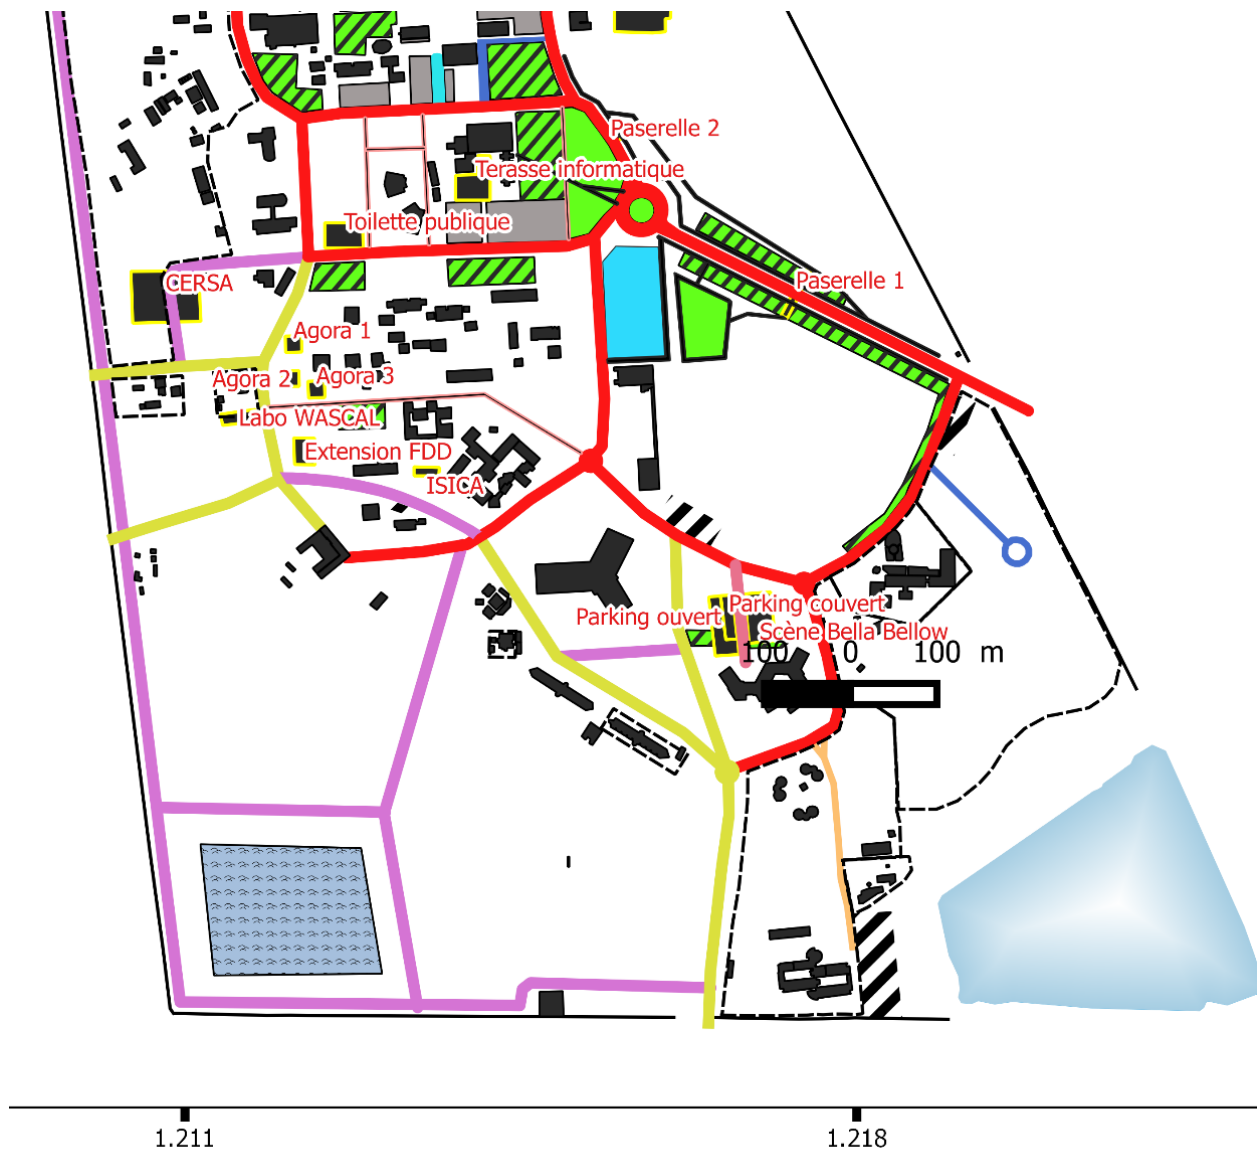 Paserelle 2
Terasse informatique
Toilette publique
CERSA
Paserelle 1
Agora 1
Agora 2
Agora 3
Labo WASCAL
Extension FDD
ISICA
Parking ouvert
Parking couvert
Scène Bella Bellow
100 0 100 m
1.211
1.218